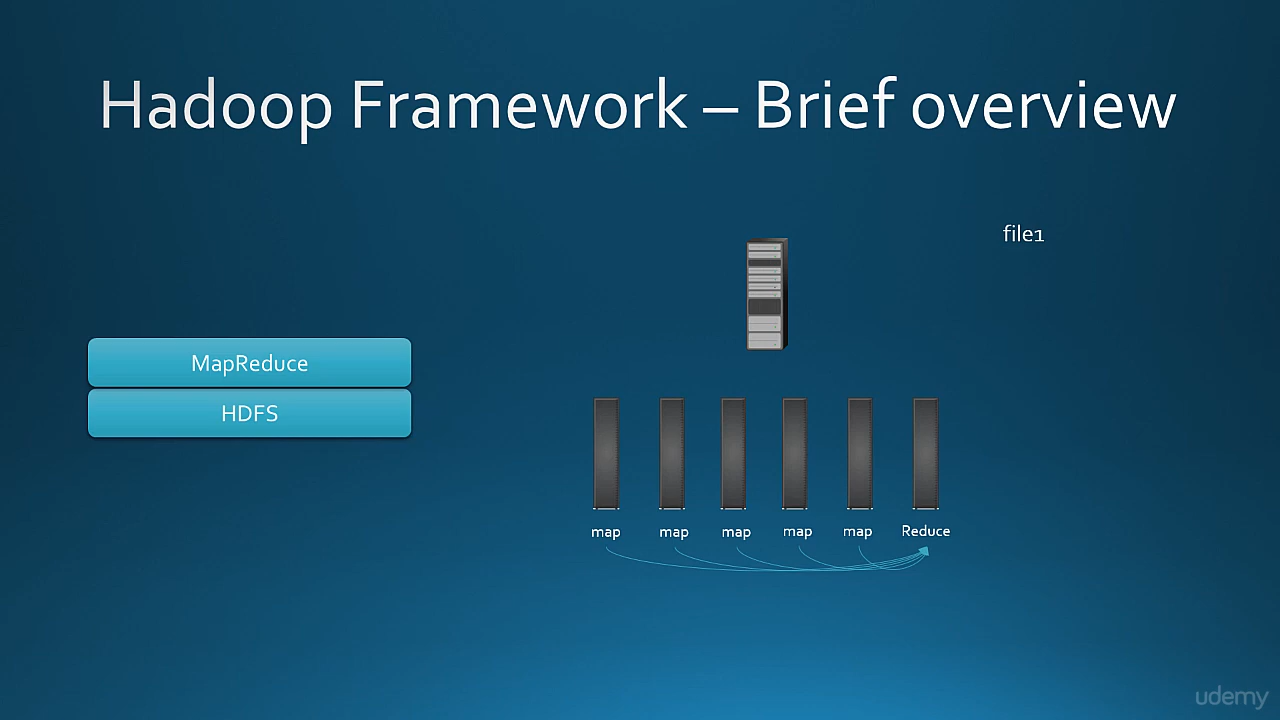 Hadoop Framework – Brief overview
file1
MapReduce
HDFS
map map map map map Reduce
udemy